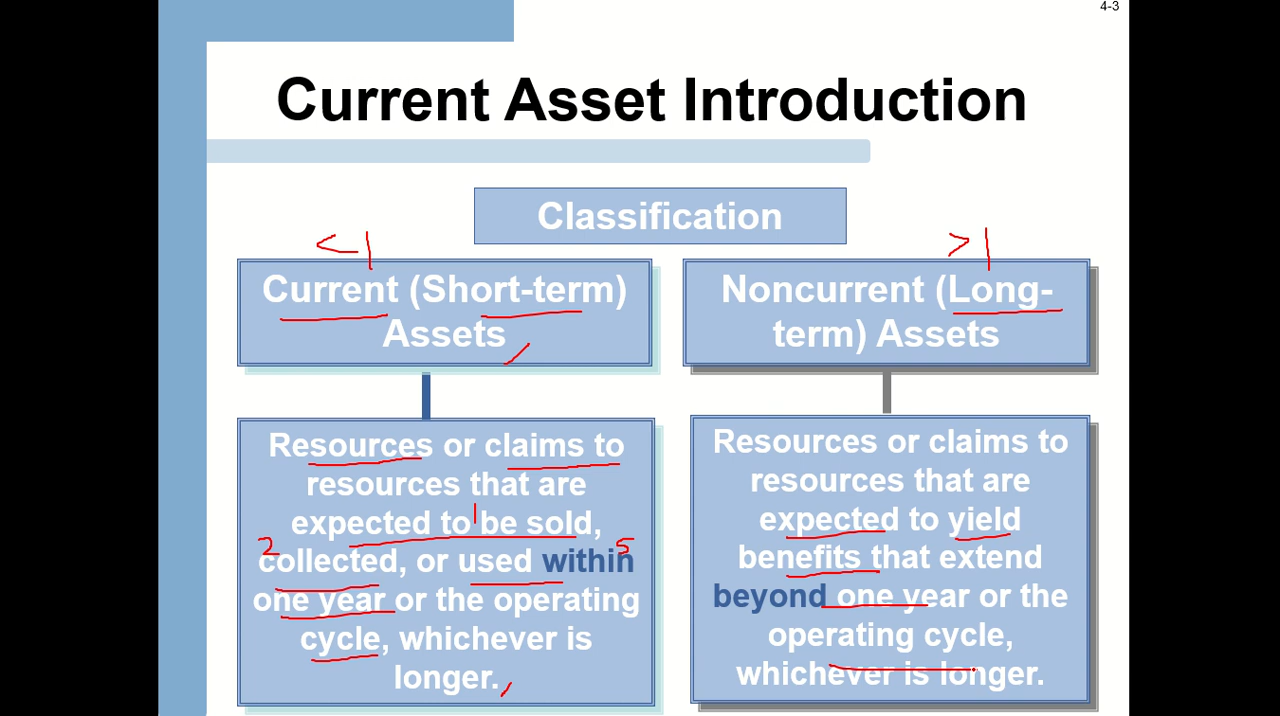 4-3
Current Asset Introduction
Classification
<1
>1
Current (Short-term)
Assets
Noncurrent (Long-
term) Assets
Resources or claims to
resources that are
expected to be sold,
collected, or used within
one year or the operating
cycle, whichever is
longer.
1
2
Resources or claims to
resources that are
expected to yield
benefits that extend
beyond one year or the
operating cycle,
whichever is longer.